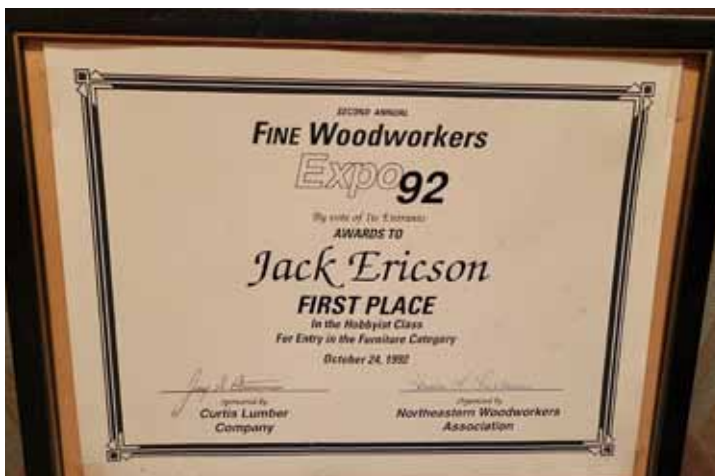 SECOND ANNUAL
FINE Woodworkers
Expo 92
By vote of Its Entrants
AWARDS TO
Jack Ericson
FIRST PLACE
In the Hobbyist Class
For Entry in the Furniture Category
October 24, 1992
sponsored by
Curtis Lumber
Company
organized by
Northeastern Woodworkers
Association